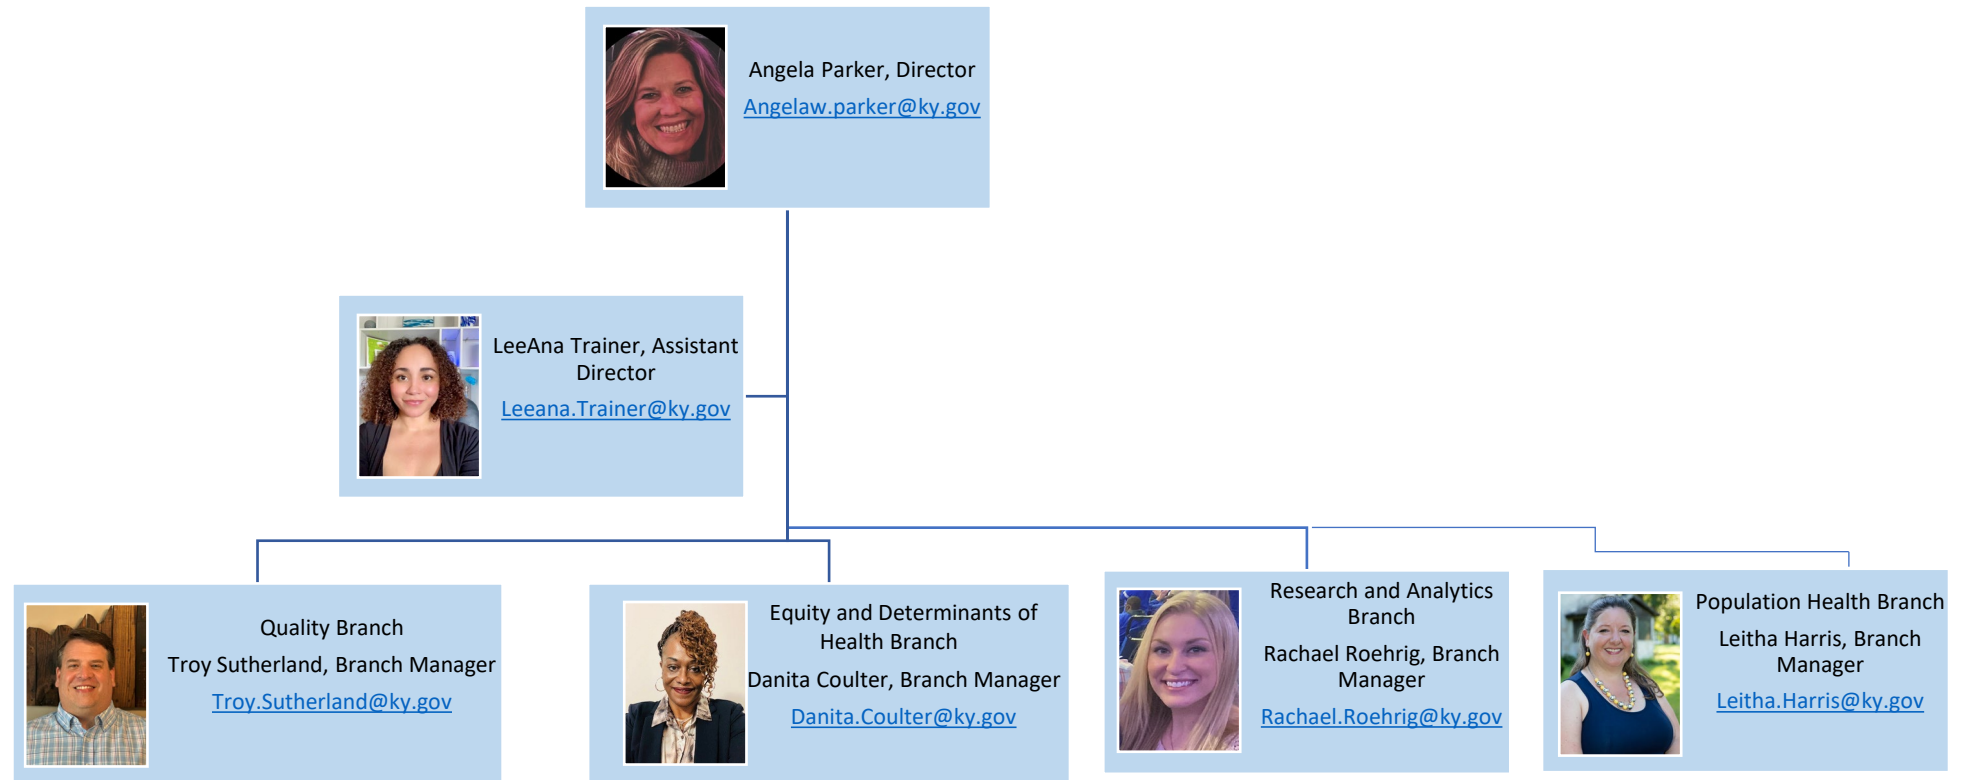 Angela Parker, Director
Angelaw.parker@ky.gov
LeeAna Trainer, Assistant
Director
Leeana.Trainer@ky.gov
Quality Branch
Troy Sutherland, Branch Manager
Troy.Sutherland@ky.gov
Equity and Determinants of
Health Branch
Danita Coulter, Branch Manager
Danita.Coulter@ky.gov
Research and Analytics
Branch
Rachael Roehrig, Branch
Manager
Rachael.Roehrig@ky.gov
Population Health Branch
Leitha Harris, Branch
Manager
Leitha.Harris@ky.gov